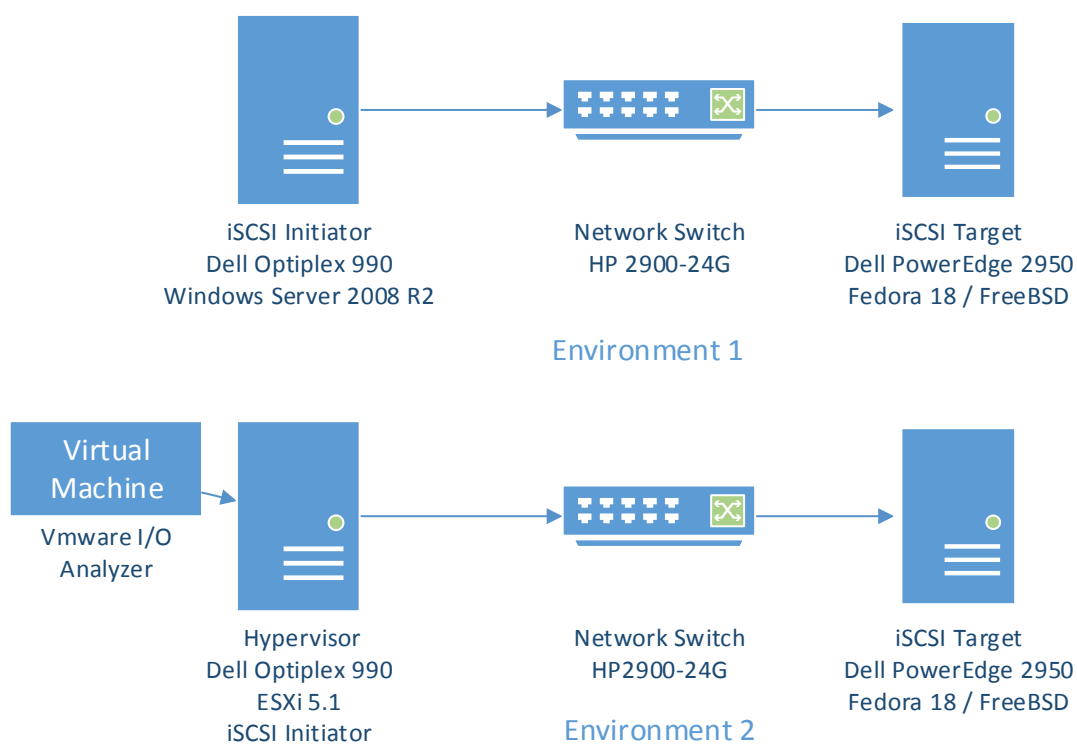 iSCSI Initiator
Dell Optiplex 990
Windows Server 2008 R2
Network Switch
HP 2900-24G
iSCSI Target
Dell PowerEdge 2950
Fedora 18 / FreeBSD
Environment 1
Virtual
Machine
Vmware I/O
Analyzer
Hypervisor
Dell Optiplex 990
ESXi 5.1
iSCSI Initiator
Network Switch
HP2900-24G
iSCSI Target
Dell PowerEdge 2950
Fedora 18 / FreeBSD
Environment 2